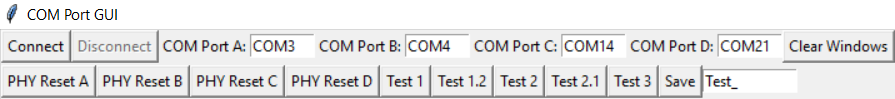 COM Port GUI
Connect Disconnect COM Port A: COM3 COM Port B: COM4 COM Port C: COM14 COM Port D: COM21 Clear Windows
PHY Reset A PHY Reset B PHY Reset C PHY Reset D Test 1 Test 1.2 Test 2 Test 2.1 Test 3 Save Test_